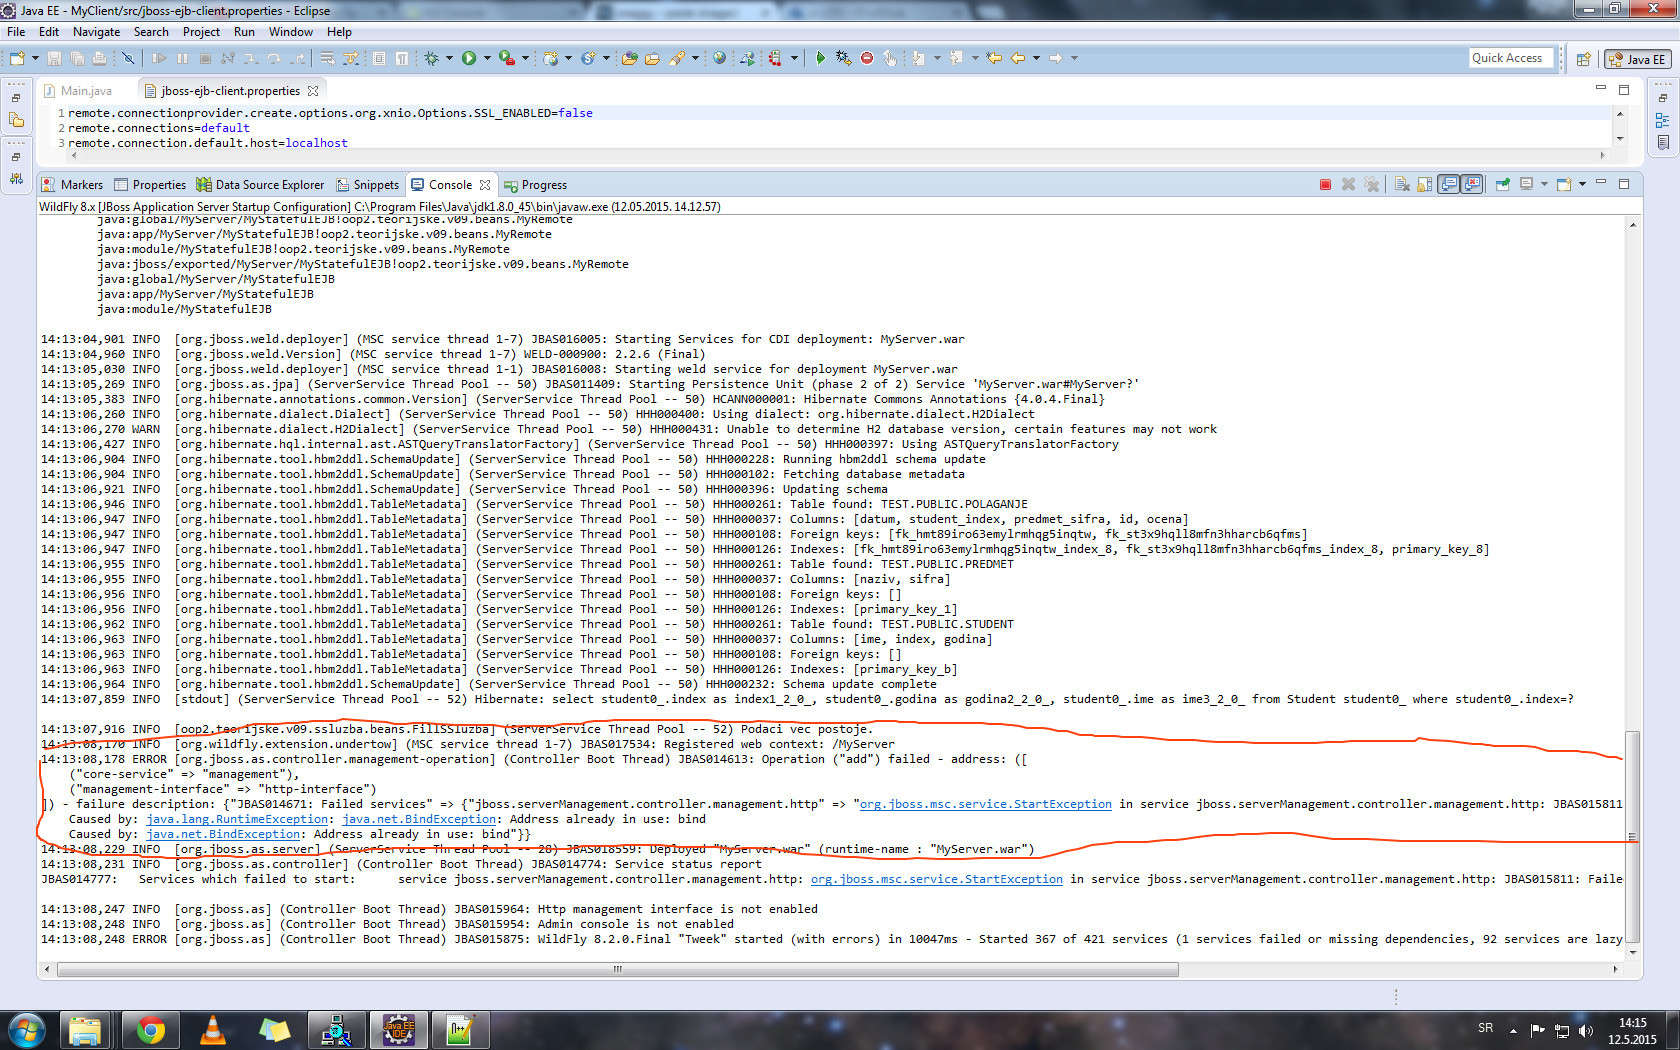 Java EE - MyClient/src/jboss-ejb-client.properties - Eclipse
File Edit Navigate Search Project Run Window Help
Quick Access
Java EE
Main.java
jboss-ejb-client.properties
1 remote.connectionprovider.create.options.org.xnio.Options.SSL_ENABLED=false
2 remote.connections=default
3 remote.connection.default.host=localhost
Markers Properties Data Source Explorer Snippets Console Progress
WildFly 8.x [JBoss Application Server Startup Configuration] C:\Program Files\Java\jdk1.8.0_45\bin\javaw.exe (12.05.2015. 14.12.57)
java:global/MyServer/MyStatefulEJB!oop2.teorijske.v09.beans.MyRemote
java:app/MyServer/MyStatefulEJB!oop2.teorijske.v09.beans.MyRemote
java:module/MyStatefulEJB!oop2.teorijske.v09.beans.MyRemote
java:jboss/exported/MyServer/MyStatefulEJB!oop2.teorijske.v09.beans.MyRemote
java:global/MyServer/MyStatefulEJB
java:app/MyServer/MyStatefulEJB
java:module/MyStatefulEJB
14:13:04,901 INFO [org.jboss.weld.deployer] (MSC service thread 1-7) JBAS016005: Starting Services for CDI deployment: MyServer.war
14:13:04,960 INFO [org.jboss.weld.Version] (MSC service thread 1-7) WELD-000900: 2.2.6 (Final)
14:13:05,030 INFO [org.jboss.weld.deployer] (MSC service thread 1-1) JBAS016008: Starting weld service for deployment MyServer.war
14:13:05,269 INFO [org.jboss.as.jpa] (ServerService Thread Pool -- 50) JBAS011409: Starting Persistence Unit (phase 2 of 2) Service 'MyServer.war#MyServer?'
14:13:05,383 INFO [org.hibernate.annotations.common.Version] (ServerService Thread Pool -- 50) HCANN000001: Hibernate Commons Annotations {4.0.4.Final}
14:13:06,260 INFO [org.hibernate.dialect.Dialect] (ServerService Thread Pool -- 50) HHH000400: Using dialect: org.hibernate.dialect.H2Dialect
14:13:06,270 WARN [org.hibernate.dialect.H2Dialect] (ServerService Thread Pool -- 50) HHH000431: Unable to determine H2 database version, certain features may not work
14:13:06,427 INFO [org.hibernate.hql.internal.ast.ASTQueryTranslatorFactory] (ServerService Thread Pool -- 50) HHH000397: Using ASTQueryTranslatorFactory
14:13:06,904 INFO [org.hibernate.tool.hbm2ddl.SchemaUpdate] (ServerService Thread Pool -- 50) HHH000228: Running hbm2ddl schema update
14:13:06,904 INFO [org.hibernate.tool.hbm2ddl.SchemaUpdate] (ServerService Thread Pool -- 50) HHH000102: Fetching database metadata
14:13:06,921 INFO [org.hibernate.tool.hbm2ddl.SchemaUpdate] (ServerService Thread Pool -- 50) HHH000396: Updating schema
14:13:06,946 INFO [org.hibernate.tool.hbm2ddl.TableMetadata] (ServerService Thread Pool -- 50) HHH000261: Table found: TEST.PUBLIC.POLAGANJE
14:13:06,947 INFO [org.hibernate.tool.hbm2ddl.TableMetadata] (ServerService Thread Pool -- 50) HHH000037: Columns: [datum, student_index, predmet_sifra, id, ocena]
14:13:06,947 INFO [org.hibernate.tool.hbm2ddl.TableMetadata] (ServerService Thread Pool -- 50) HHH000108: Foreign keys: [fk_hmt89iro63emylrmhqg5inqtw, fk_st3x9hqll8mfn3hharcb6qfms]
14:13:06,947 INFO [org.hibernate.tool.hbm2ddl.TableMetadata] (ServerService Thread Pool -- 50) HHH000126: Indexes: [fk_hmt89iro63emylrmhqg5inqtw_index_8, fk_st3x9hqll8mfn3hharcb6qfms_index_8, primary_key_8]
14:13:06,955 INFO [org.hibernate.tool.hbm2ddl.TableMetadata] (ServerService Thread Pool -- 50) HHH000261: Table found: TEST.PUBLIC.PREDMET
14:13:06,955 INFO [org.hibernate.tool.hbm2ddl.TableMetadata] (ServerService Thread Pool -- 50) HHH000037: Columns: [naziv, sifra]
14:13:06,956 INFO [org.hibernate.tool.hbm2ddl.TableMetadata] (ServerService Thread Pool -- 50) HHH000108: Foreign keys: []
14:13:06,956 INFO [org.hibernate.tool.hbm2ddl.TableMetadata] (ServerService Thread Pool -- 50) HHH000126: Indexes: [primary_key_1]
14:13:06,962 INFO [org.hibernate.tool.hbm2ddl.TableMetadata] (ServerService Thread Pool -- 50) HHH000261: Table found: TEST.PUBLIC.STUDENT
14:13:06,963 INFO [org.hibernate.tool.hbm2ddl.TableMetadata] (ServerService Thread Pool -- 50) HHH000037: Columns: [ime, index, godina]
14:13:06,963 INFO [org.hibernate.tool.hbm2ddl.TableMetadata] (ServerService Thread Pool -- 50) HHH000108: Foreign keys: []
14:13:06,963 INFO [org.hibernate.tool.hbm2ddl.TableMetadata] (ServerService Thread Pool -- 50) HHH000126: Indexes: [primary_key_b]
14:13:06,964 INFO [org.hibernate.tool.hbm2ddl.SchemaUpdate] (ServerService Thread Pool -- 50) HHH000232: Schema update complete
14:13:07,859 INFO [stdout] (ServerService Thread Pool -- 52) Hibernate: select student0_.index as index1_2_0_, student0_.godina as godina2_2_0_, student0_.ime as ime3_2_0_ from Student student0_ where student0_.index=?
14:13:07,916 INFO [oop2.teorijske.v09.ssluzba.beans.FillSSluzba] (ServerService Thread Pool -- 52) Podaci vec postoje.
14:13:08,170 INFO [org.wildfly.extension.undertow] (MSC service thread 1-7) JBAS017534: Registered web context: /MyServer
14:13:08,178 ERROR [org.jboss.as.controller.management-operation] (Controller Boot Thread) JBAS014613: Operation ("add") failed - address: ([
("core-service" => "management"),
("management-interface" => "http-interface")
]) - failure description: {"JBAS014671: Failed services" => {"jboss.serverManagement.controller.management.http" => "org.jboss.msc.service.StartException in service jboss.serverManagement.controller.management.http: JBAS015811
Caused by: java.lang.RuntimeException: java.net.BindException: Address already in use: bind
Caused by: java.net.BindException: Address already in use: bind"}}
14:13:08,229 INFO [org.jboss.as.server] (ServerService Thread Pool -- 28) JBAS018559: Deployed "MyServer.war" (runtime-name : "MyServer.war")
14:13:08,231 INFO [org.jboss.as.controller] (Controller Boot Thread) JBAS014774: Service status report
JBAS014777: Services which failed to start: service jboss.serverManagement.controller.management.http: org.jboss.msc.service.StartException in service jboss.serverManagement.controller.management.http: JBAS015811: Faile
14:13:08,247 INFO [org.jboss.as] (Controller Boot Thread) JBAS015964: Http management interface is not enabled
14:13:08,248 INFO [org.jboss.as] (Controller Boot Thread) JBAS015954: Admin console is not enabled
14:13:08,248 ERROR [org.jboss.as] (Controller Boot Thread) JBAS015875: WildFly 8.2.0.Final "Tweek" started (with errors) in 10047ms - Started 367 of 421 services (1 services failed or missing dependencies, 92 services are lazy
Java EE
IDE
SR
14:15
12.5.2015